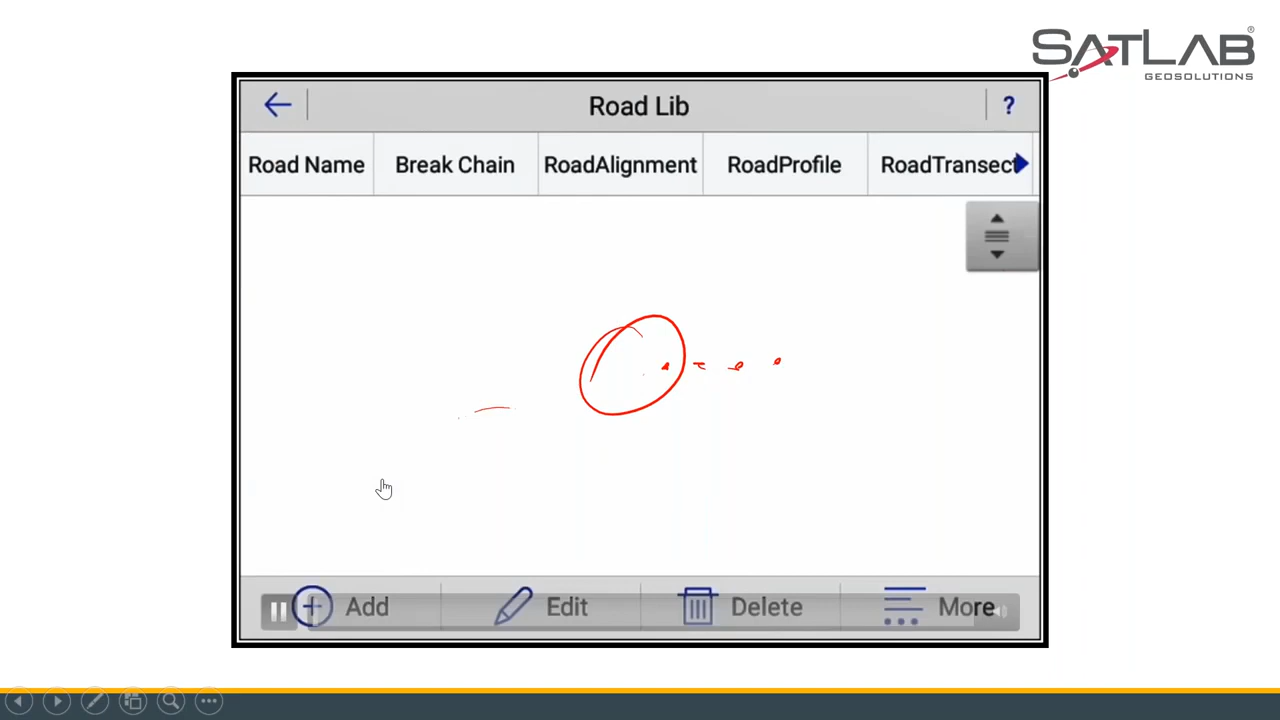 SATLAB®
GEOSOLUTIONS
Road Lib
?
Road Name Break Chain RoadAlignment RoadProfile RoadTransect
Add Edit Delete More